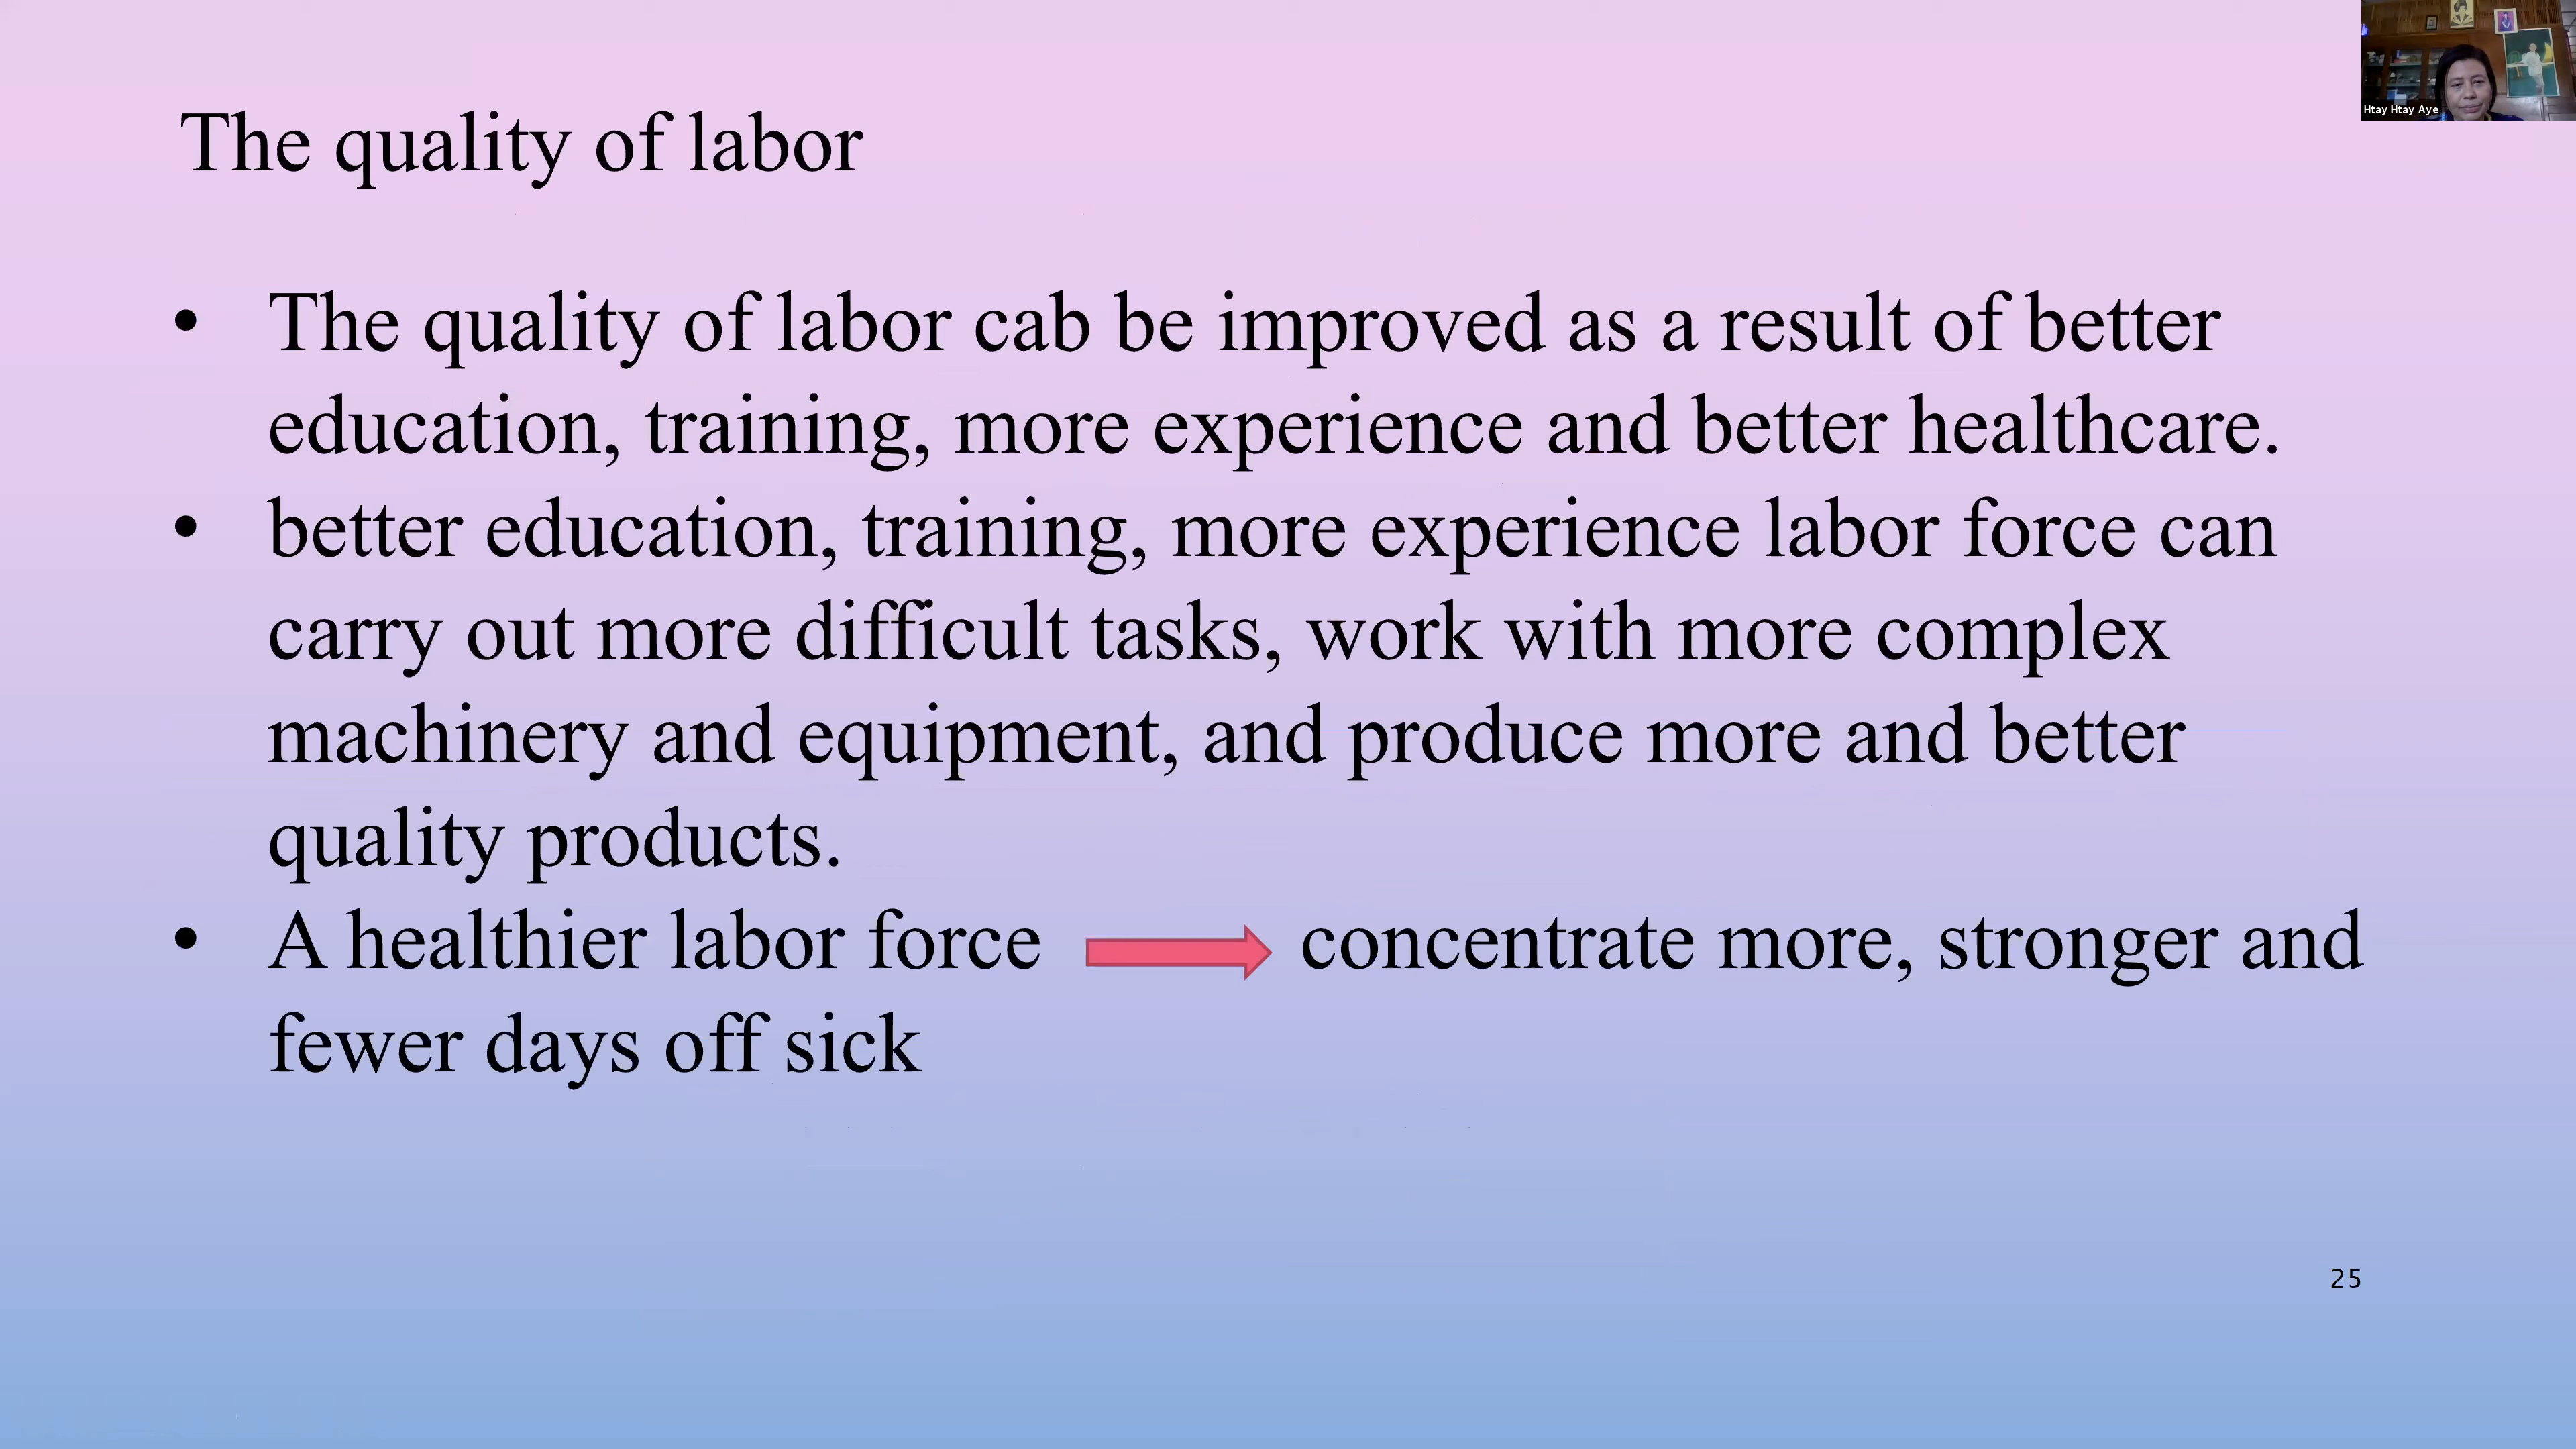 Htay Htay Aye
The quality of labor
• The quality of labor cab be improved as a result of better
education, training, more experience and better healthcare.
• better education, training, more experience labor force can
carry out more difficult tasks, work with more complex
machinery and equipment, and produce more and better
quality products.
• A healthier labor force concentrate more, stronger and
fewer days off sick
25